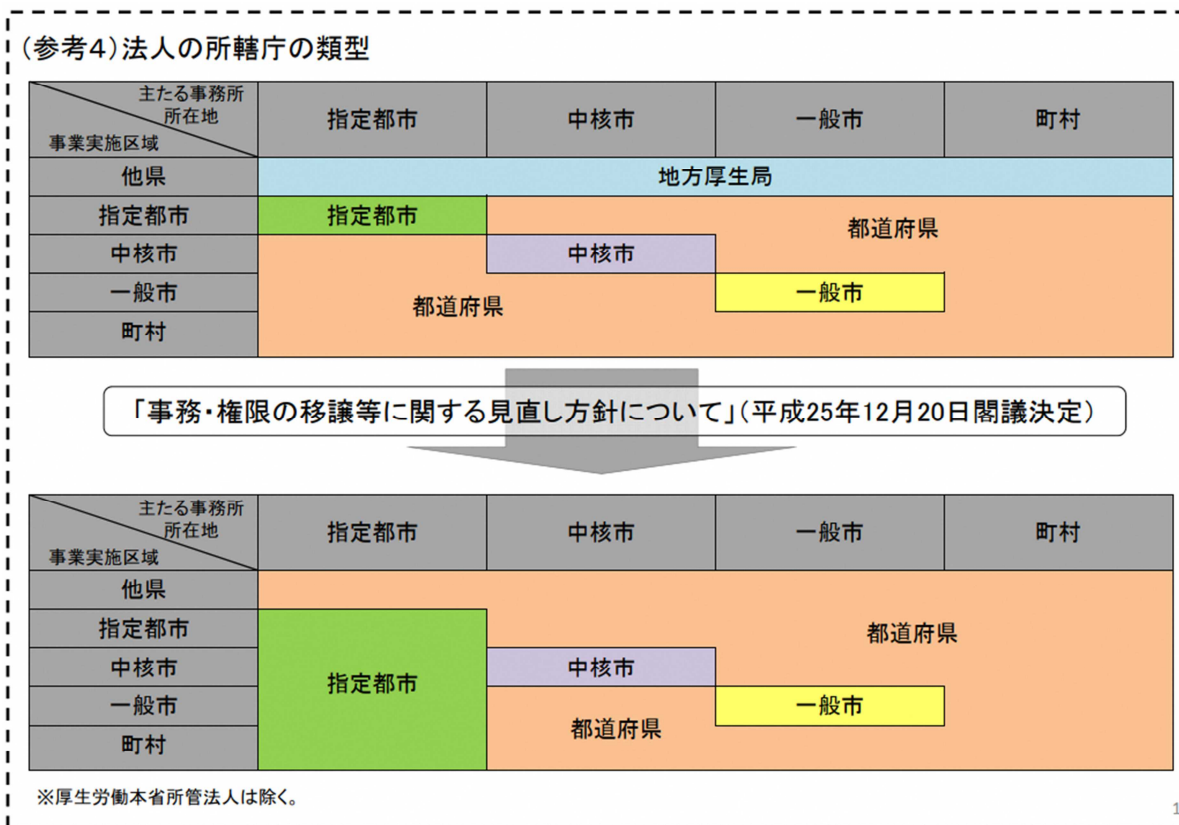 (参考4)法人の所轄庁の類型
主たる事務所
所在地
事業実施区域
指定都市
中核市
一般市
町村
他県
地方厚生局
指定都市
指定都市
都道府県
中核市
中核市
一般市
都道府県
一般市
町村
「事務・権限の移譲等に関する見直し方針について」(平成25年12月20日閣議決定)
主たる事務所
所在地
事業実施区域
指定都市
中核市
一般市
町村
他県
指定都市
都道府県
中核市
指定都市
中核市
一般市
都道府県
一般市
町村
※厚生労働本省所管法人は除く。
1